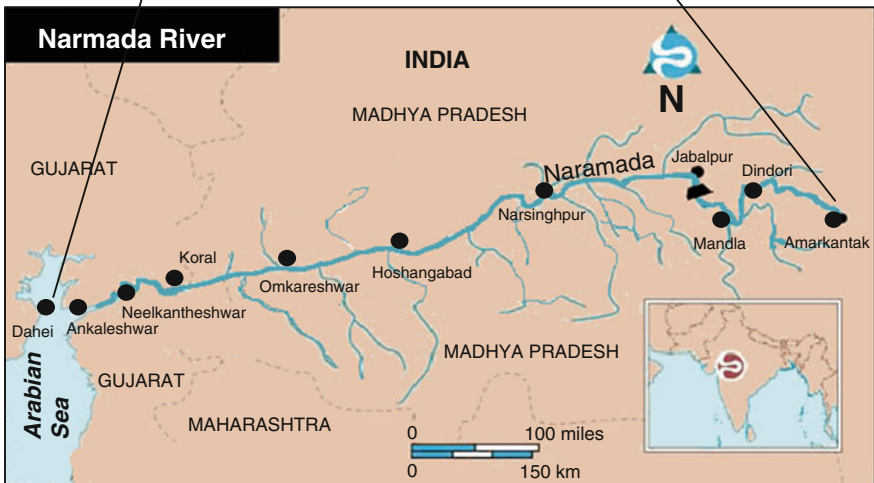 Narmada River
INDIA
N
MADHYA PRADESH
GUJARAT
Naramada
Jabalpur
Dindori
Narsinghpur
Mandla
Amarkantak
Koral
Hoshangabad
Omkareshwar
Neelkantheshwar
Dahei
Ankaleshwar
Arabian
Sea
GUJARAT
MADHYA PRADESH
MAHARASHTRA
0 100 miles
0 150 km